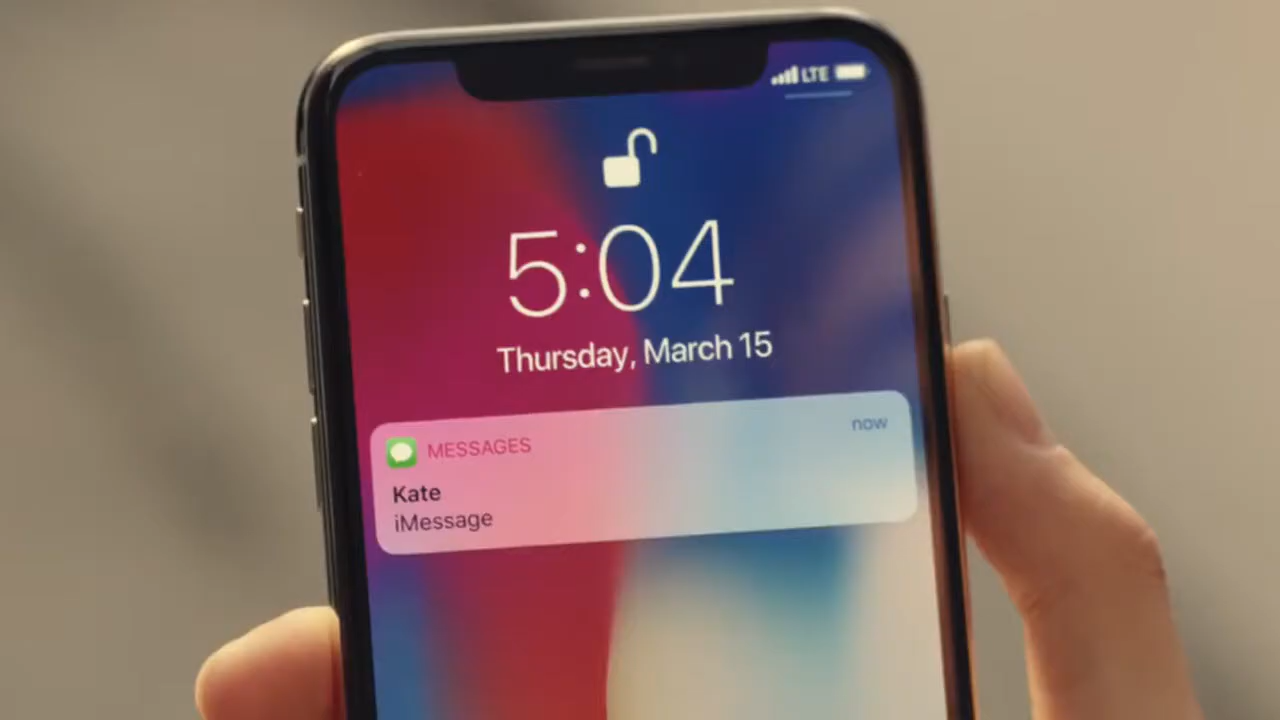 LTE
5:04
Thursday, March 15
MESSAGES
now
Kate
iMessage